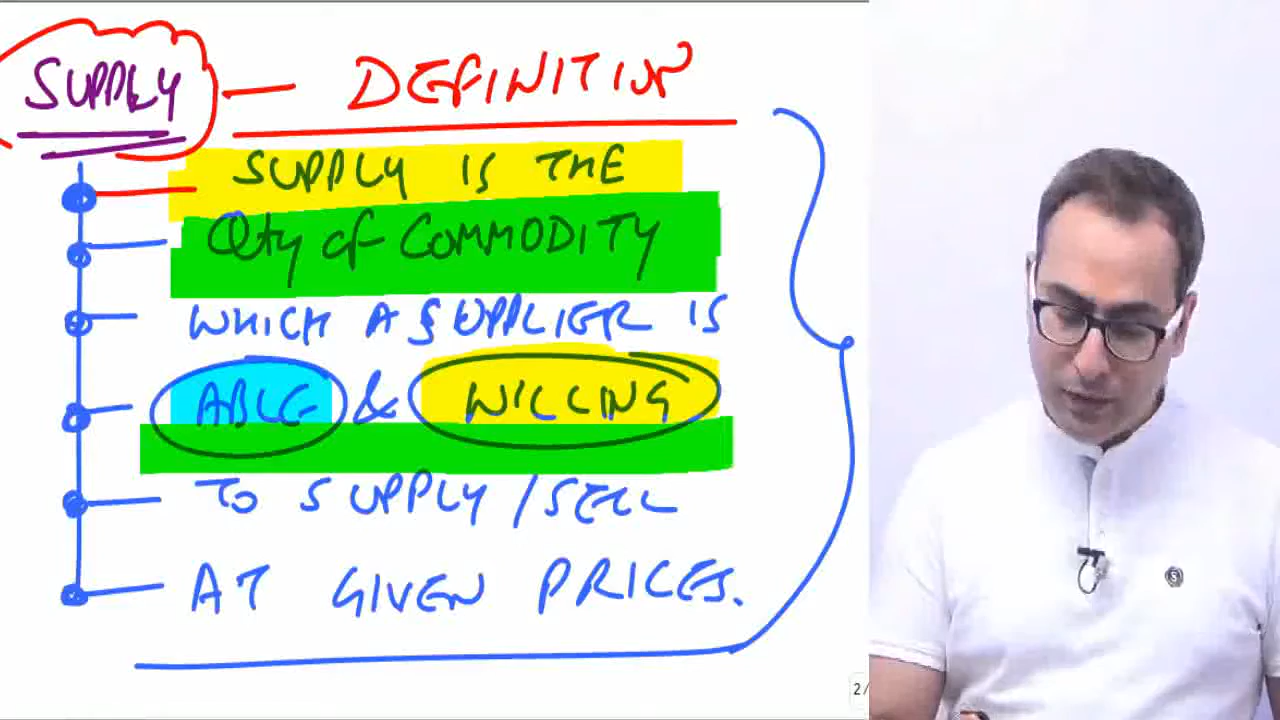 SUPPLY — DEFINITION
SUPPLY IS THE
Qty of COMMODITY
WHICH A SUPPLIER IS
ABLE & WILLING
TO SUPPLY/SELL
AT GIVEN PRICES.
2/
S